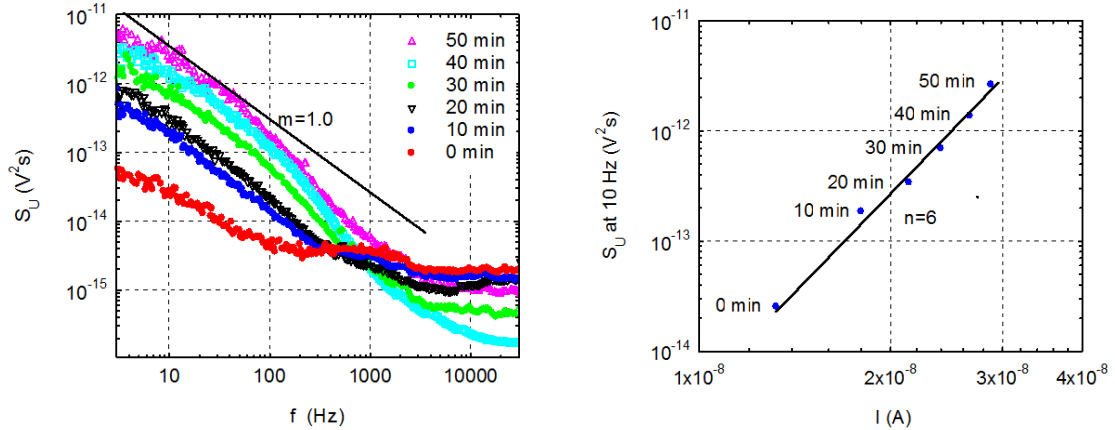 10⁻¹¹
10⁻¹²
10⁻¹³
10⁻¹⁴
10⁻¹⁵
S_U (V²s)
50 min
40 min
30 min
20 min
10 min
0 min
m=1.0
10
100
1000
10000
f (Hz)
10⁻¹¹
10⁻¹²
10⁻¹³
10⁻¹⁴
S_U at 10 Hz (V²s)
50 min
40 min
30 min
20 min
10 min
n=6
0 min
1x10⁻⁸
2x10⁻⁸
3x10⁻⁸
4x10⁻⁸
I (A)